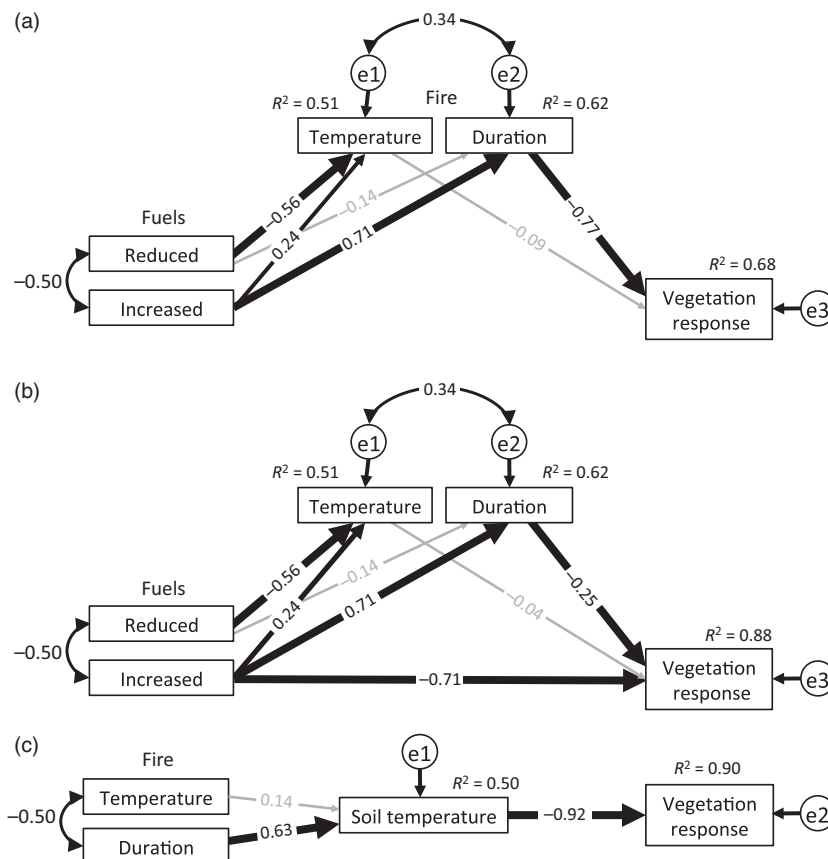 (a)
0.34
e1
e2
R² = 0.51
Fire
R² = 0.62
Temperature
Duration
Fuels
−0.56
−0.14
0.24
0.71
−0.77
−0.09
Reduced
−0.50
Increased
R² = 0.68
Vegetation
response
e3
(b)
0.34
e1
e2
R² = 0.51
R² = 0.62
Temperature
Duration
Fuels
−0.56
−0.14
0.24
0.71
−0.25
−0.04
Reduced
−0.50
Increased
−0.71
R² = 0.88
Vegetation
response
e3
(c)
Fire
e1
R² = 0.50
R² = 0.90
Temperature
0.14
−0.50
Soil temperature
−0.92
Vegetation
response
e2
Duration
0.63